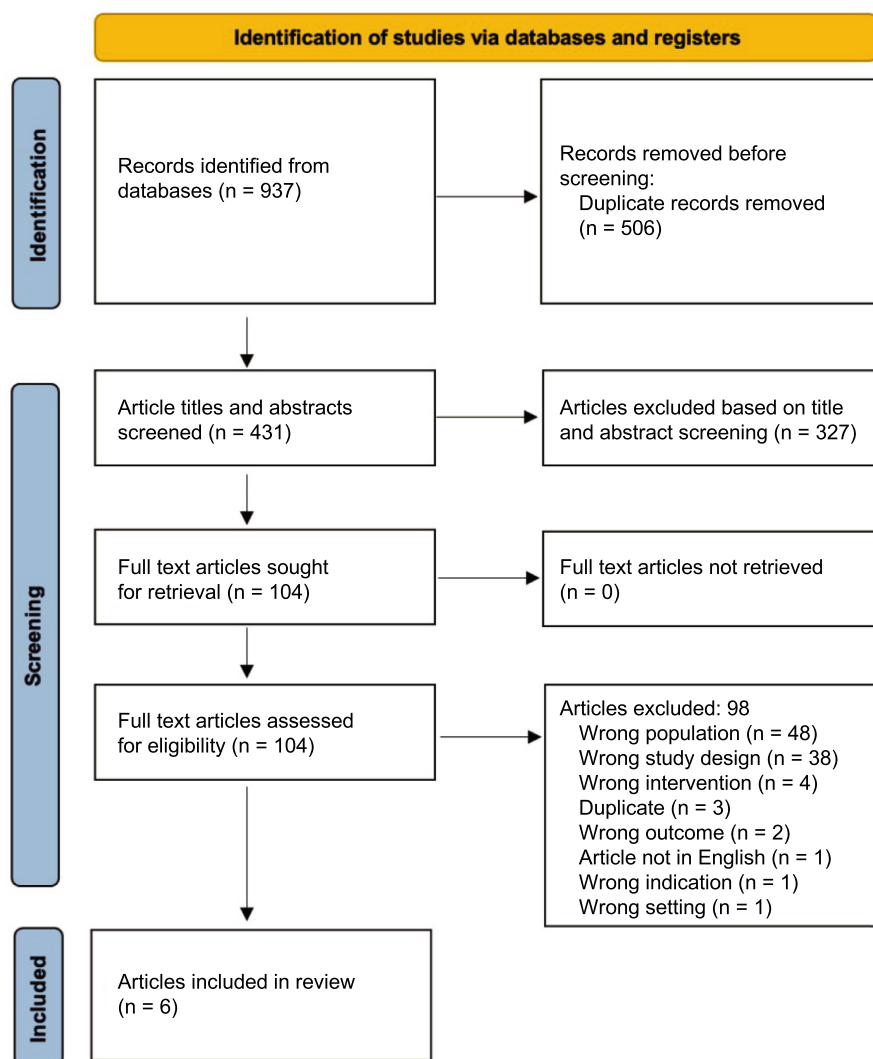 Identification of studies via databases and registers
Identification
Records identified from
databases (n = 937)
Records removed before
screening:
Duplicate records removed
(n = 506)
Screening
Article titles and abstracts
screened (n = 431)
Articles excluded based on title
and abstract screening (n = 327)
Full text articles sought
for retrieval (n = 104)
Full text articles not retrieved
(n = 0)
Full text articles assessed
for eligibility (n = 104)
Articles excluded: 98
Wrong population (n = 48)
Wrong study design (n = 38)
Wrong intervention (n = 4)
Duplicate (n = 3)
Wrong outcome (n = 2)
Article not in English (n = 1)
Wrong indication (n = 1)
Wrong setting (n = 1)
Included
Articles included in review
(n = 6)